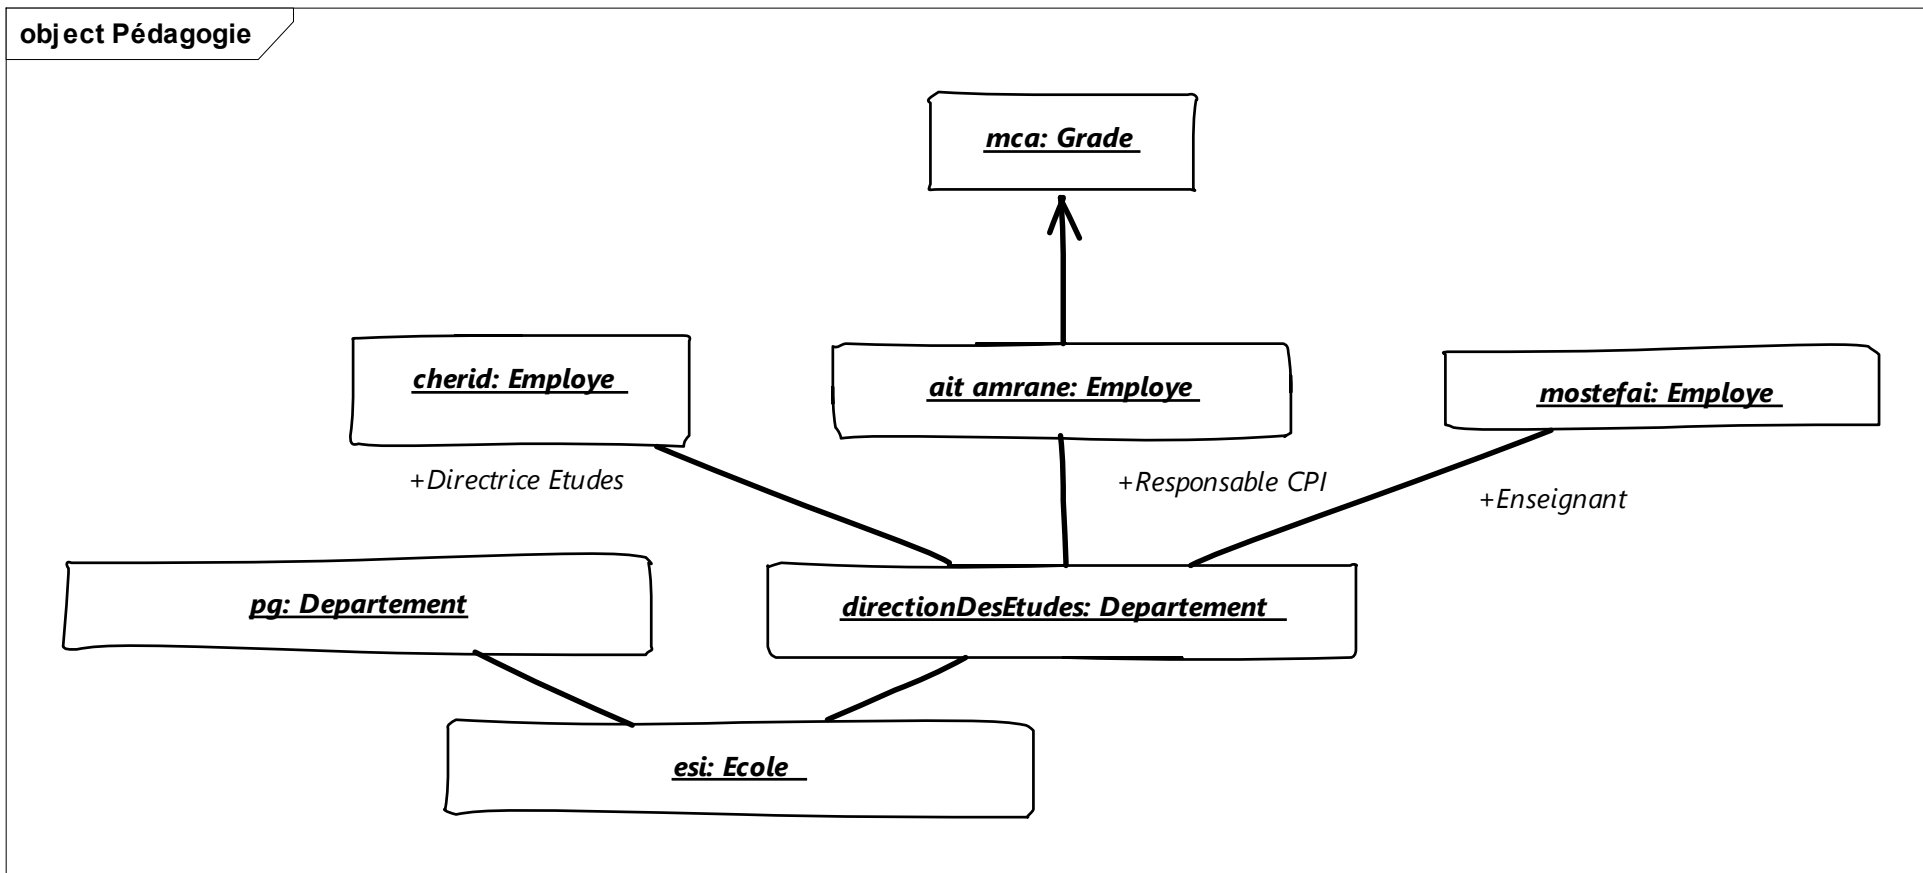 object Pédagogie
mca: Grade
cherid: Employe
ait amrane: Employe
mostefai: Employe
+Directrice Etudes
+Responsable CPI
+Enseignant
pg: Departement
directionDesEtudes: Departement
esi: Ecole